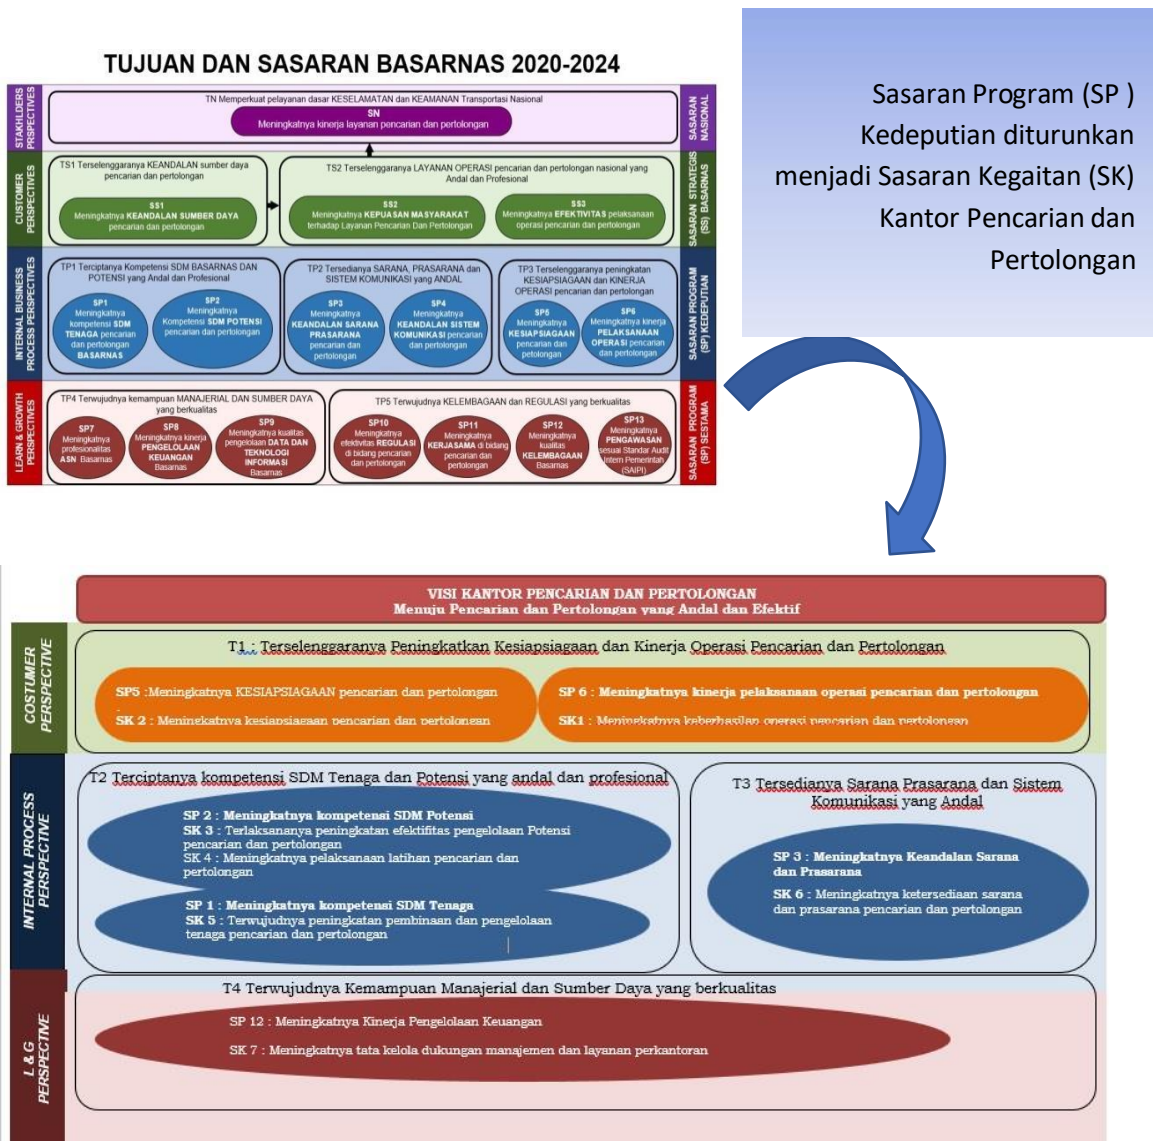 TUJUAN DAN SASARAN BASARNAS 2020-2024
Sasaran Program (SP )
Kedeputian diturunkan
menjadi Sasaran Kegaitan (SK)
Kantor Pencarian dan
Pertolongan
STAKHLDERS
PRSPECTIVES
TN Memperkuat pelayanan dasar KESELAMATAN dan KEAMANAN Transportasi Nasional
SN
Meningkatnya kinerja layanan pencarian dan pertolongan
SASARAN
NASIONAL
CUSTOMER
PERSPECTIVES
TS1 Terselenggaranya KEANDALAN sumber daya
pencarian dan pertolongan
SS1
Meningkatnya KEANDALAN SUMBER DAYA
pencarian dan pertolongan
TS2 Terselenggaranya LAYANAN OPERASI pencarian dan pertolongan nasional yang
Andal dan Profesional
SS2
Meningkatnya KEPUASAN MASYARAKAT
terhadap Layanan Pencarian Dan Pertolongan
SS3
Meningkatnya EFEKTIVITAS pelaksanaan
operasi pencarian dan pertolongan
SASARAN STRATEGIS
(SS) BASARNAS
INTERNAL BUSINESS
PROCESS PERSPECTIVES
TP1 Terciptanya Kompetensi SDM BASARNAS DAN
POTENSI yang Andal dan Profesional
SP1
Meningkatnya
kompetensi SDM
TENAGA pencarian
dan pertolongan
BASARNAS
SP2
Meningkatnya
Kompetensi SDM POTENSI
pencarian dan pertolongan
TP2 Tersedianya SARANA, PRASARANA dan
SISTEM KOMUNIKASI yang ANDAL
SP3
Meningkatnya
KEANDALAN SARANA
PRASARANA
pencarian dan
pertolongan
SP4
Meningkatnya
KEANDALAN SISTEM
KOMUNIKASI pencarian
dan pertolongan
TP3 Terselenggaranya peningkatan
KESIAPSIAGAAN dan KINERJA
OPERASI pencarian dan pertolongan
SP5
Meningkatnya
KESIAPSIAGAAN
pencarian dan
petolongan
SP6
Meningkatnya kinerja
PELAKSANAAN
OPERASI pencarian
dan pertolongan
SASARAN PROGRAM
(SP) KEDEPUTIAN
LEARN & GROWTH
PERSPECTIVES
TP4 Terwujudnya kemampuan MANAJERIAL DAN SUMBER DAYA
yang berkualitas
SP7
Meningkatnya
profesionalitas
ASN Basarnas
SP8
Meningkatnya kinerja
PENGELOLAAN
KEUANGAN
Basarnas
SP9
Meningkatnya kualitas
pengelolaan DATA DAN
TEKNOLOGI
INFORMASI
Basarnas
TP5 Terwujudnya KELEMBAGAAN dan REGULASI yang berkualitas
SP10
Meningkatnya
efektivitas REGULASI
di bidang pencarian
dan pertolongan
SP11
Meningkatnya
KERJASAMA di bidang
pencarian dan
pertolongan
SP12
Meningkatnya
kualitas
KELEMBAGAAN
Basarnas
SP13
Meningkatnya
PENGAWASAN
sesuai Standar Audit
Intern Pemerintah
(SAIPI)
SASARAN PROGRAM
(SP) SESTAMA
VISI KANTOR PENCARIAN DAN PERTOLONGAN
Menuju Pencarian dan Pertolongan yang Andal dan Efektif
COSTUMER
PERSPECTIVE
T1 : Terselenggaranya Peningkatkan Kesiapsiagaan dan Kinerja Operasi Pencarian dan Pertolongan
SP5 :Meningkatnya KESIAPSIAGAAN pencarian dan pertolongan
.
SK 2 : Meningkatnya kesiapsiagaan pencarian dan pertolongan
SP 6 : Meningkatnya kinerja pelaksanaan operasi pencarian dan pertolongan
SK1 : Meningkatnya keberhasilan operasi pencarian dan pertolongan
INTERNAL PROCESS
PERSPECTIVE
T2 Terciptanya kompetensi SDM Tenaga dan Potensi yang andal dan profesional
SP 2 : Meningkatnya kompetensi SDM Potensi
SK 3 : Terlaksananya peningkatan efektifitas pengelolaan Potensi
pencarian dan pertolongan
SK 4 : Meningkatnya pelaksanaan latihan pencarian dan
pertolongan
SP 1 : Meningkatnya kompetensi SDM Tenaga
SK 5 : Terwujudnya peningkatan pembinaan dan pengelolaan
tenaga pencarian dan pertolongan
T3 Tersedianya Sarana Prasarana dan Sistem
Komunikasi yang Andal
SP 3 : Meningkatnya Keandalan Sarana
dan Prasarana
SK 6 : Meningkatnya ketersediaan sarana
dan prasarana pencarian dan pertolongan
L & G
PERSPECTIVE
T4 Terwujudnya Kemampuan Manajerial dan Sumber Daya yang berkualitas
SP 12 : Meningkatnya Kinerja Pengelolaan Keuangan
SK 7 : Meningkatnya tata kelola dukungan manajemen dan layanan perkantoran